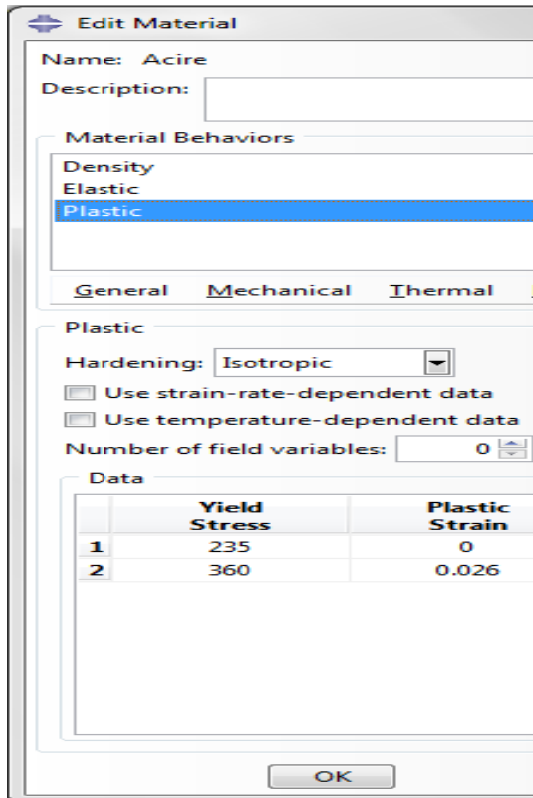 Edit Material
Name: Acire
Description:
Material Behaviors
Density
Elastic
Plastic
General Mechanical Thermal
Plastic
Hardening: Isotropic
Use strain-rate-dependent data
Use temperature-dependent data
Number of field variables: 0
Data
Yield Stress Plastic Strain
1 235 0
2 360 0.026
OK